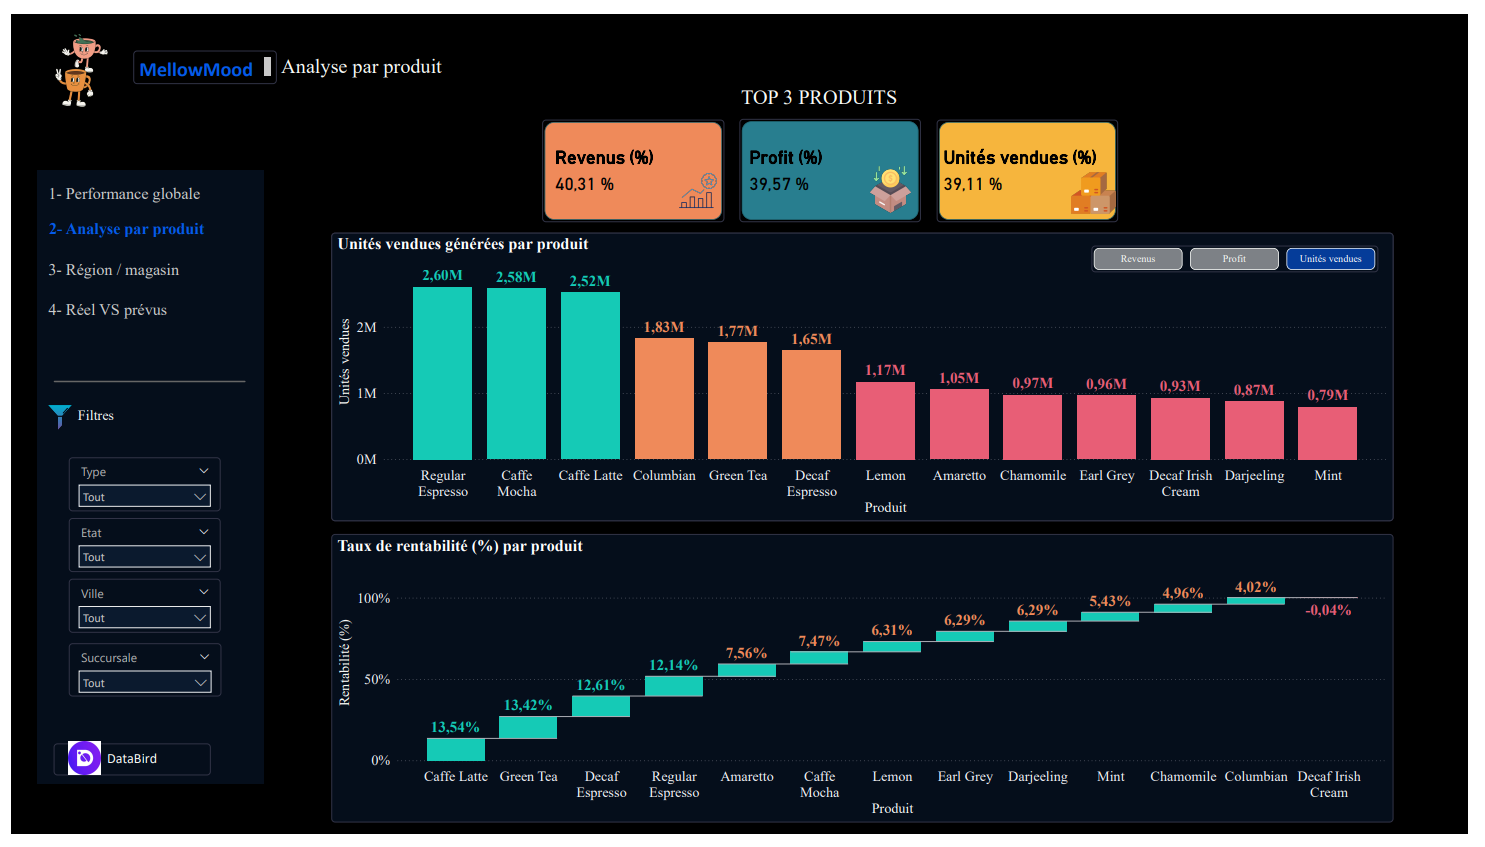 MellowMood
Analyse par produit
TOP 3 PRODUITS
Revenus (%)
40,31 %
Profit (%)
39,57 %
Unités vendues (%)
39,11 %
1- Performance globale
2- Analyse par produit
3- Région / magasin
4- Réel VS prévus
Filtres
Type
Tout
Etat
Tout
Ville
Tout
Succursale
Tout
DataBird
Unités vendues générées par produit
Revenus
Profit
Unités vendues
2,60M
2,58M
2,52M
1,83M
1,77M
1,65M
1,17M
1,05M
0,97M
0,96M
0,93M
0,87M
0,79M
Unités vendues
2M
1M
0M
Regular
Espresso
Caffe
Mocha
Caffe Latte
Columbian
Green Tea
Decaf
Espresso
Lemon
Amaretto
Chamomile
Earl Grey
Decaf Irish
Cream
Darjeeling
Mint
Produit
Taux de rentabilité (%) par produit
Rentabilité (%)
100%
50%
0%
13,54%
13,42%
12,61%
12,14%
7,56%
7,47%
6,31%
6,29%
6,29%
5,43%
4,96%
4,02%
-0,04%
Caffe Latte
Green Tea
Decaf
Espresso
Regular
Espresso
Amaretto
Caffe
Mocha
Lemon
Earl Grey
Darjeeling
Mint
Chamomile
Columbian
Decaf Irish
Cream
Produit